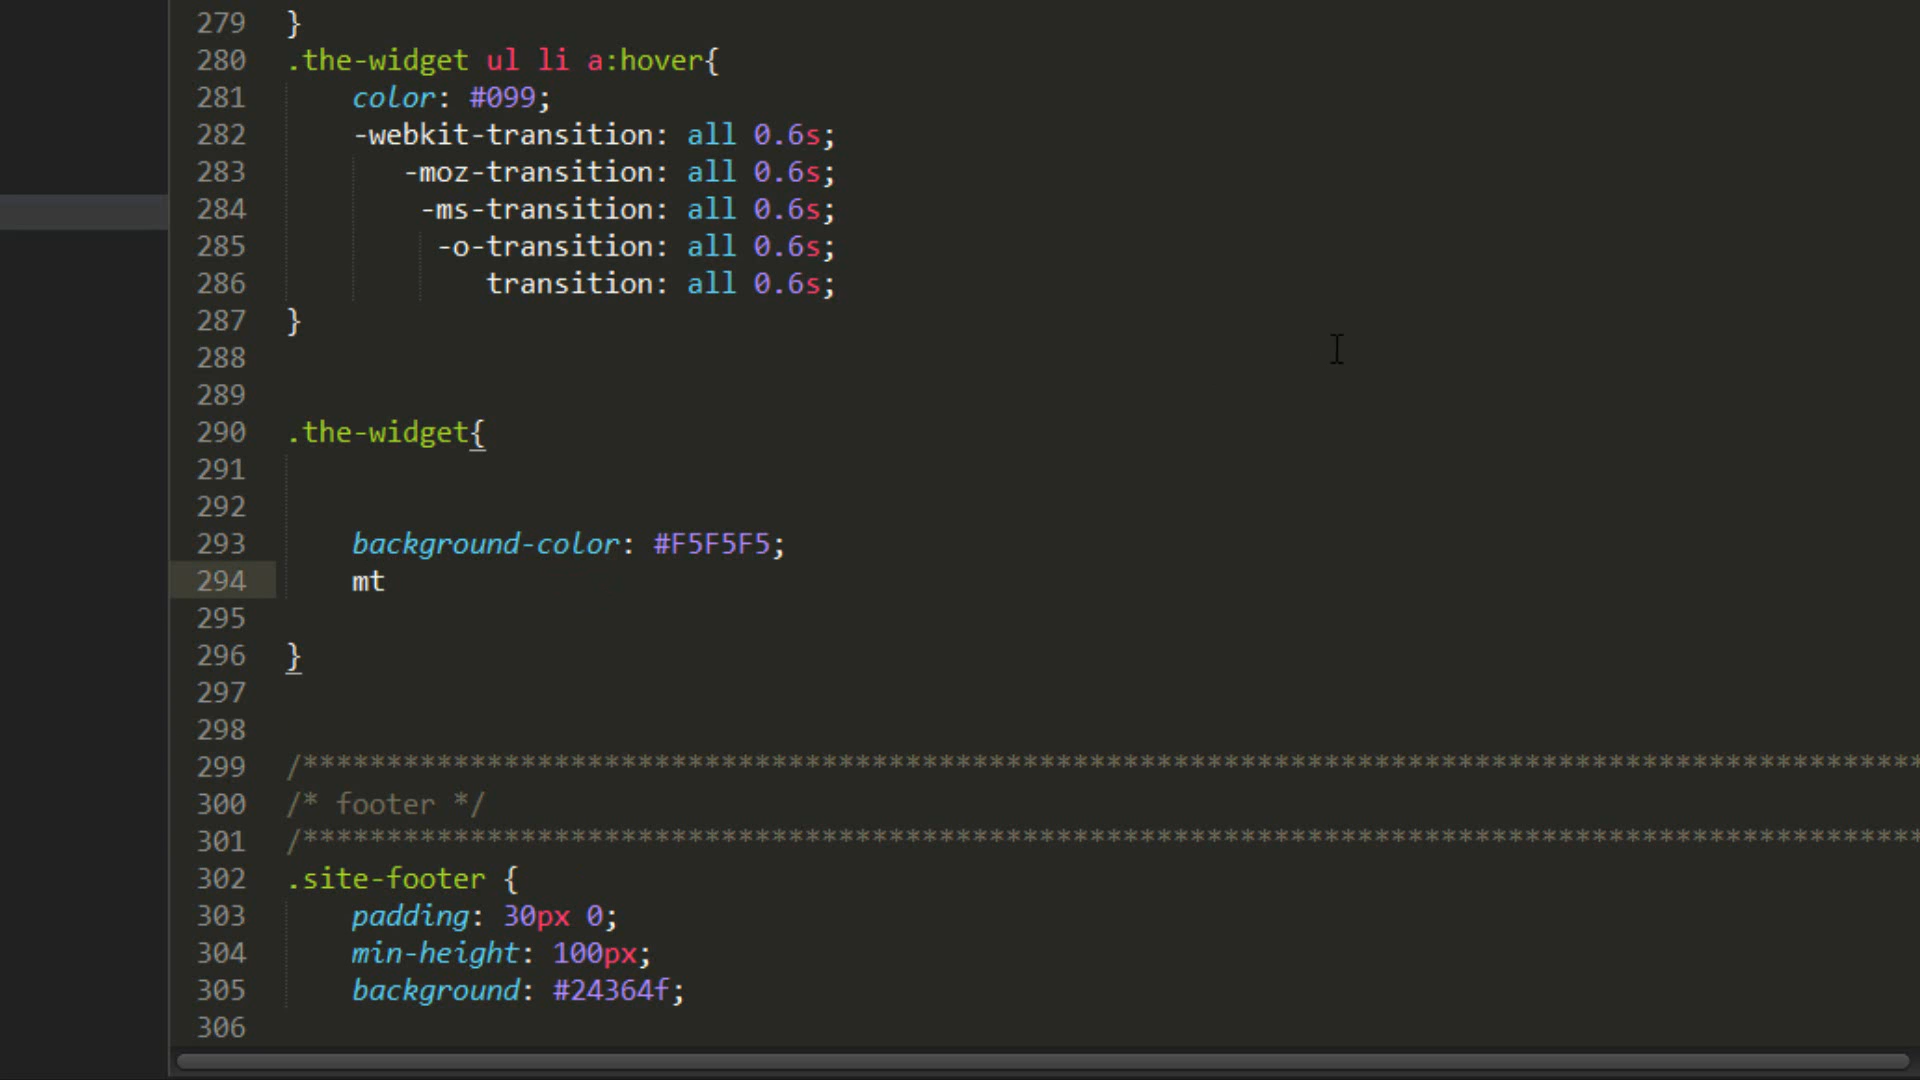 279 }
280 .the-widget ul li a:hover{
281 color: #099;
282 -webkit-transition: all 0.6s;
283 -moz-transition: all 0.6s;
284 -ms-transition: all 0.6s;
285 -o-transition: all 0.6s;
286 transition: all 0.6s;
287 }
288
289
290 .the-widget{
291
292
293 background-color: #F5F5F5;
294 mt
295
296 }
297
298
299 /**************************************************************************************************
300 /* footer */
301 /**************************************************************************************************
302 .site-footer {
303 padding: 30px 0;
304 min-height: 100px;
305 background: #24364f;
306